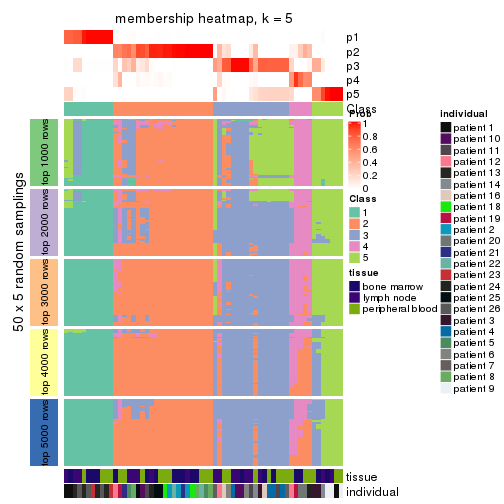 membership heatmap, k = 5
p1
p2
p3
p4
p5
Class
50 x 5 random samplings
top 1000 rows
top 2000 rows
top 3000 rows
top 4000 rows
top 5000 rows
tissue
individual
Prob
1
0.8
0.6
0.4
0.2
0
Class
1
2
3
4
5
tissue
bone marrow
lymph node
peripheral blood
individual
patient 1
patient 10
patient 11
patient 12
patient 13
patient 14
patient 16
patient 18
patient 19
patient 2
patient 20
patient 21
patient 22
patient 23
patient 24
patient 25
patient 26
patient 3
patient 4
patient 5
patient 6
patient 7
patient 8
patient 9